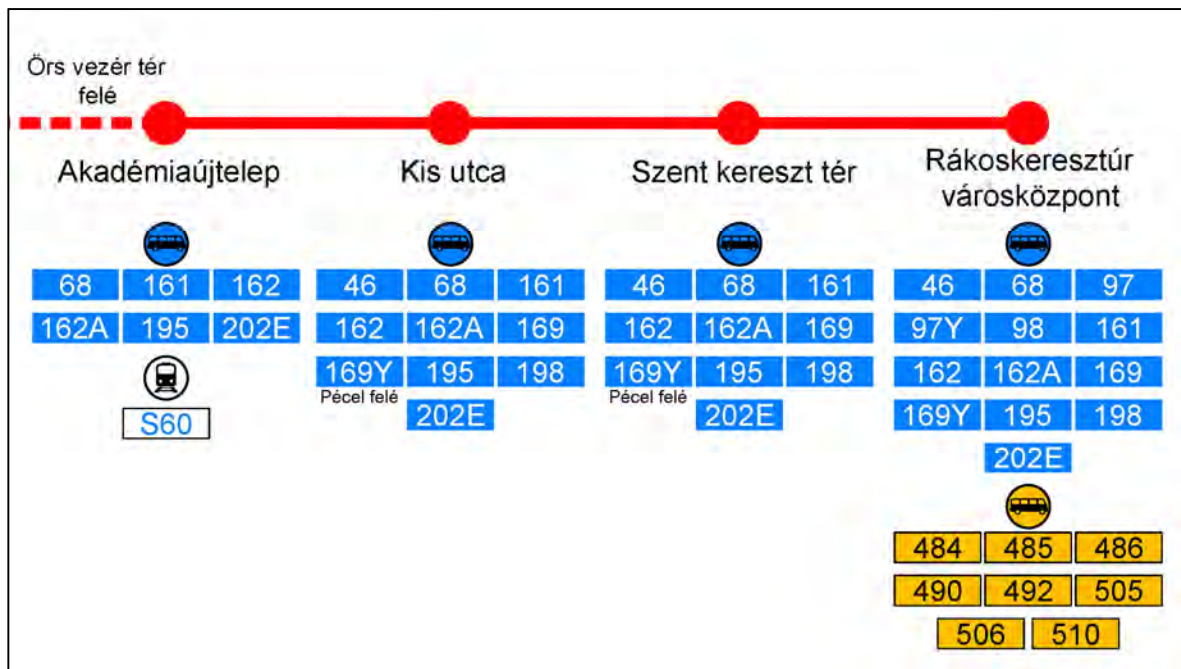 Örs vezér tér
felé
Akadémiaújtelep
68 161 162
162A 195 202E
S60
Kis utca
46 68 161
162 162A 169
169Y 195 198
Pécel felé
202E
Szent kereszt tér
46 68 161
162 162A 169
169Y 195 198
Pécel felé
202E
Rákoskeresztúr
városközpont
46 68 97
97Y 98 161
162 162A 169
169Y 195 198
202E
484 485 486
490 492 505
506 510